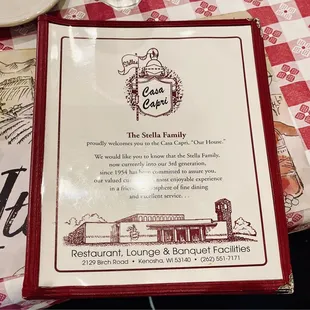 Stella's
Casa
Capri
The Stella Family
proudly welcomes you to the Casa Capri, "Our House."
We would like you to know that the Stella Family,
now currently into our 3rd generation,
since 1954 has been committed to assure you,
our valued most enjoyable experience
in a friendly atmosphere of fine dining
and excellent service. . .
Restaurant, Lounge & Banquet Facilities
2129 Birch Road • Kenosha, WI 53140 • (262) 551-7171